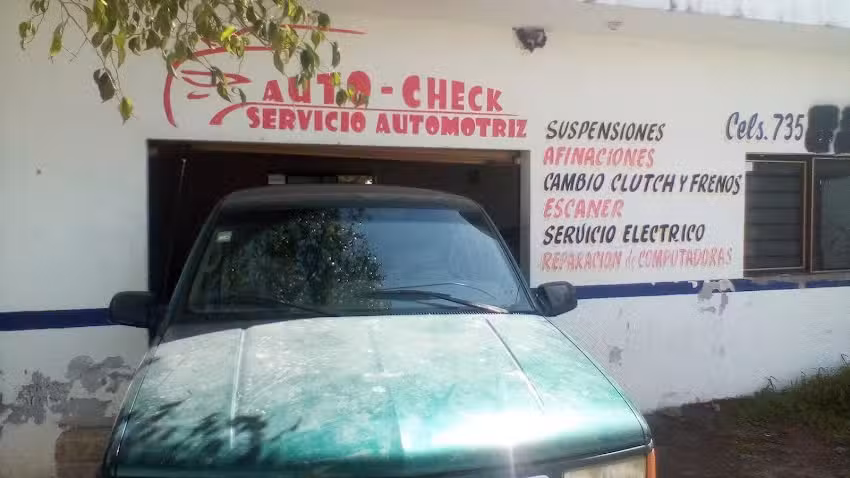 AUTO-CHECK
SERVICIO AUTOMOTRIZ
SUSPENSIONES
AFINACIONES
CAMBIO CLUTCH Y FRENOS
ESCANER
SERVICIO ELECTRICO
REPARACION de COMPUTADORAS
Cels. 735